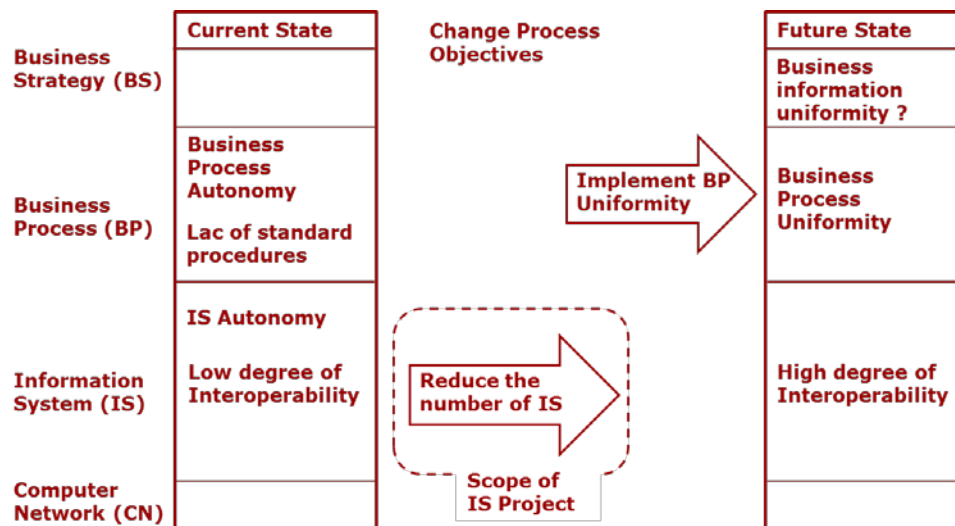 Current State
Change Process
Objectives
Future State
Business
Strategy (BS)
Business
information
uniformity ?
Business
Process (BP)
Business
Process
Autonomy
Lac of standard
procedures
Implement BP
Uniformity
Business
Process
Uniformity
Information
System (IS)
IS Autonomy
Low degree of
Interoperability
Reduce the
number of IS
High degree of
Interoperability
Scope of
IS Project
Computer
Network (CN)